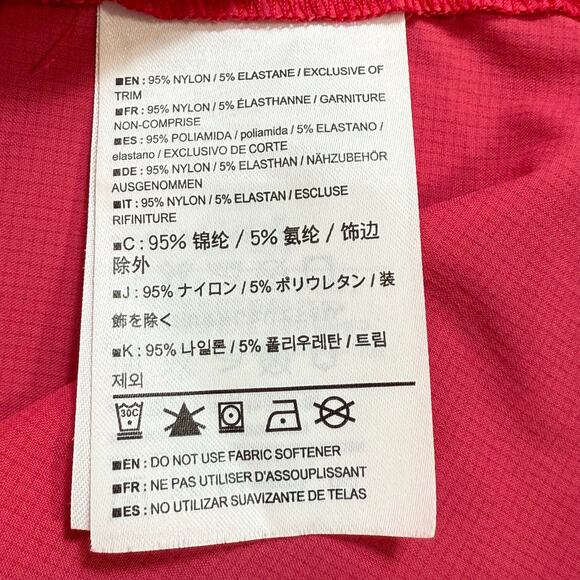 EN : 95% NYLON / 5% ELASTANE / EXCLUSIVE OF
TRIM
FR : 95% NYLON / 5% ÉLASTHANNE / GARNITURE
NON-COMPRISE
ES : 95% POLIAMIDA / poliamida / 5% ELASTANO /
elastano / EXCLUSIVO DE CORTE
DE : 95% NYLON / 5% ELASTHAN / NÄHZUBEHÖR
AUSGENOMMEN
IT : 95% NYLON / 5% ELASTAN / ESCLUSE
RIFINITURE
C : 95% 锦纶 / 5% 氨纶 / 饰边
除外
J : 95% ナイロン / 5% ポリウレタン / 装
飾を除く
K : 95% 나일론 / 5% 폴리우레탄 / 트림
제외
30C
EN : DO NOT USE FABRIC SOFTENER
FR : NE PAS UTILISER D'ASSOUPLISSANT
ES : NO UTILIZAR SUAVIZANTE DE TELAS